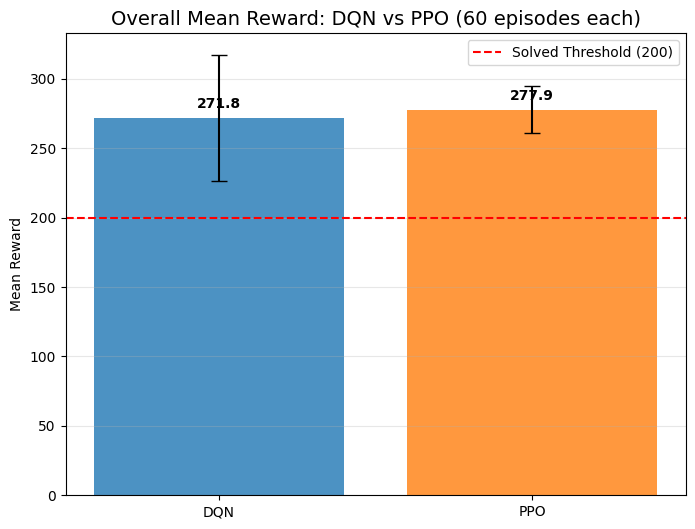 Overall Mean Reward: DQN vs PPO (60 episodes each)
Solved Threshold (200)
Mean Reward
300
250
200
150
100
50
0
271.8
277.9
DQN
PPO